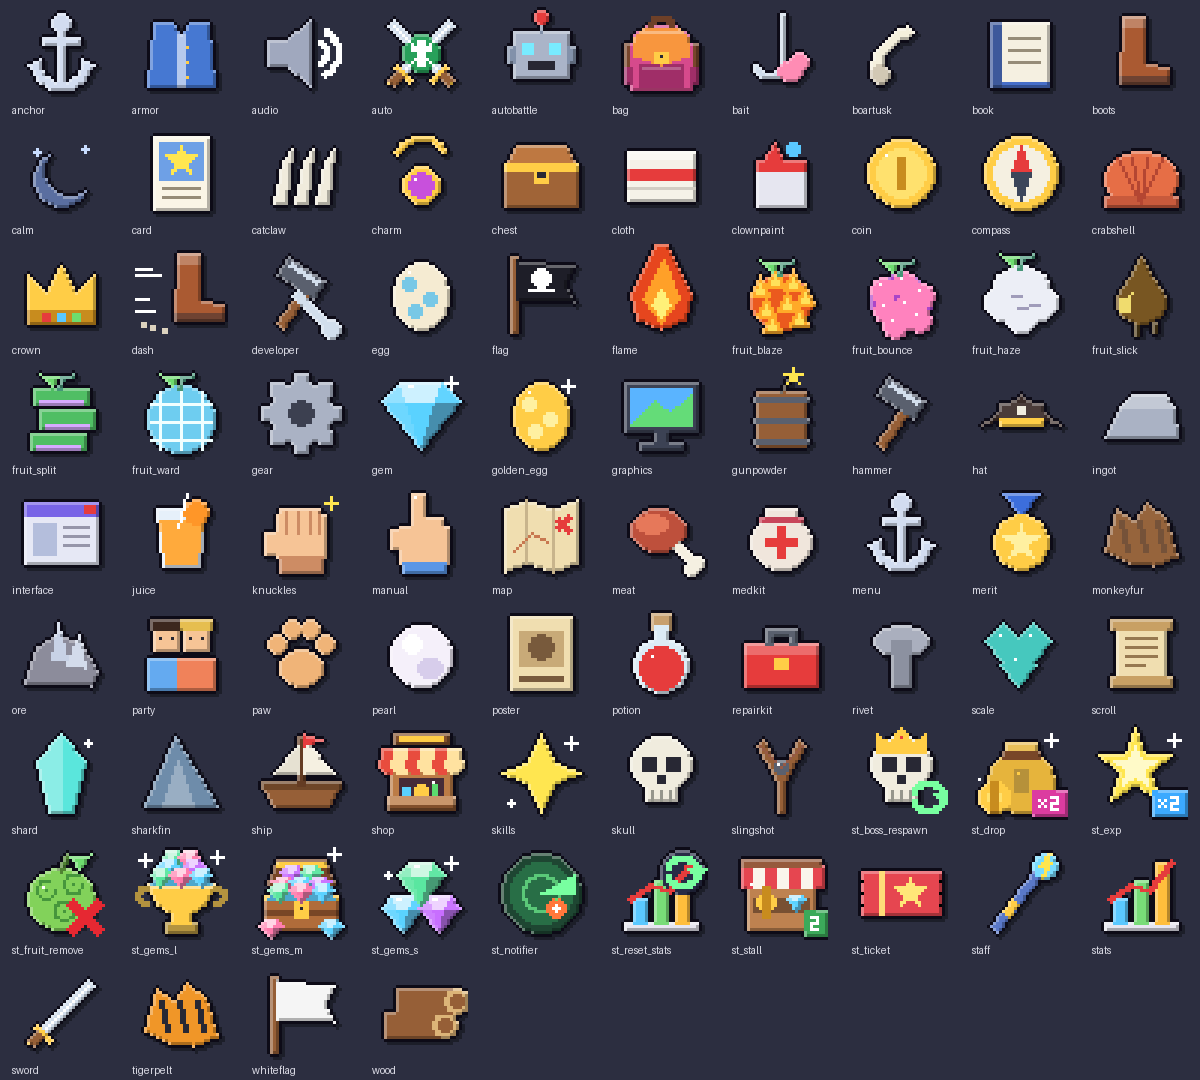 anchor armor audio auto autobattle bag bait boartusk book boots
calm card catclaw charm chest cloth clownpaint coin compass crabshell
crown dash developer egg flag flame fruit_blaze fruit_bounce fruit_haze fruit_slick
fruit_split fruit_ward gear gem golden_egg graphics gunpowder hammer hat ingot
interface juice knuckles manual map meat medkit menu merit monkeyfur
ore party paw pearl poster potion repairkit rivet scale scroll
×2 ×2
shard sharkfin ship shop skills skull slingshot st_boss_respawn st_drop st_exp
2
st_fruit_remove st_gems_l st_gems_m st_gems_s st_notifier st_reset_stats st_stall st_ticket staff stats
sword tigerpelt whiteflag wood